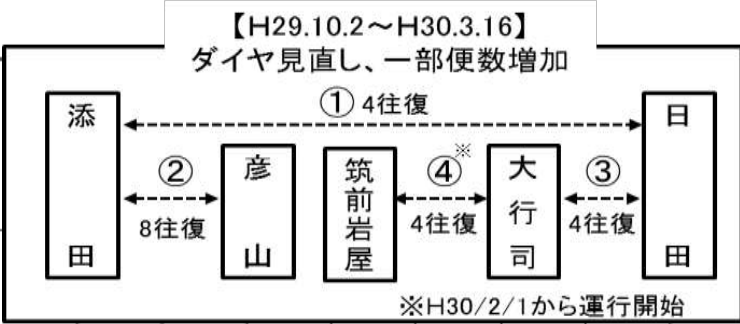 【H29.10.2～H30.3.16】
ダイヤ見直し、一部便数増加
① 4往復
添田
日田
② 
8往復
彦山
筑前岩屋
④※
4往復
大行司
③
4往復
※H30/2/1から運行開始